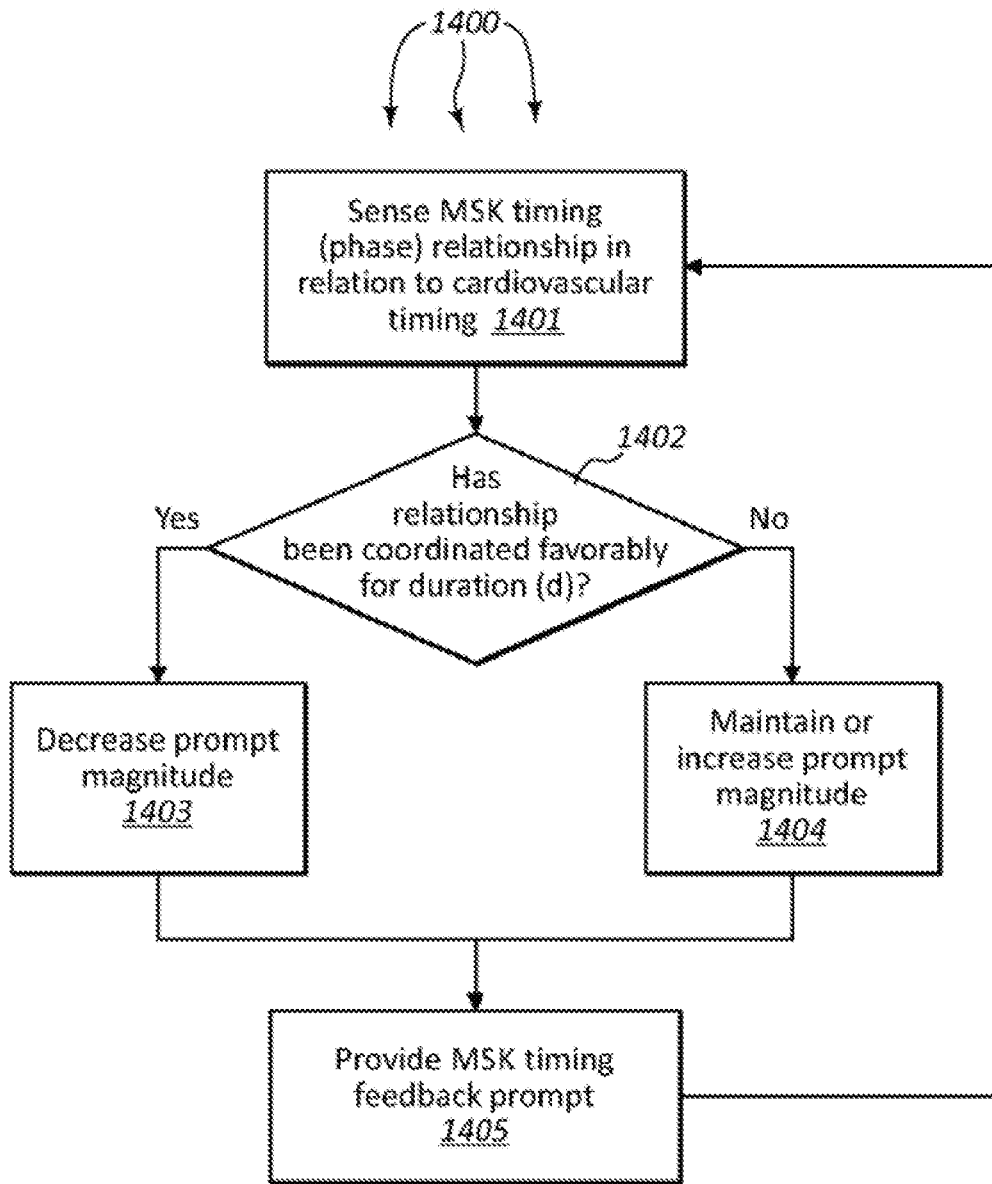 1400
Sense MSK timing
(phase) relationship in
relation to cardiovascular
timing 1401
1402
Has
relationship
been coordinated favorably
for duration (d)?
Yes
No
Decrease prompt
magnitude
1403
Maintain or
increase prompt
magnitude
1404
Provide MSK timing
feedback prompt
1405